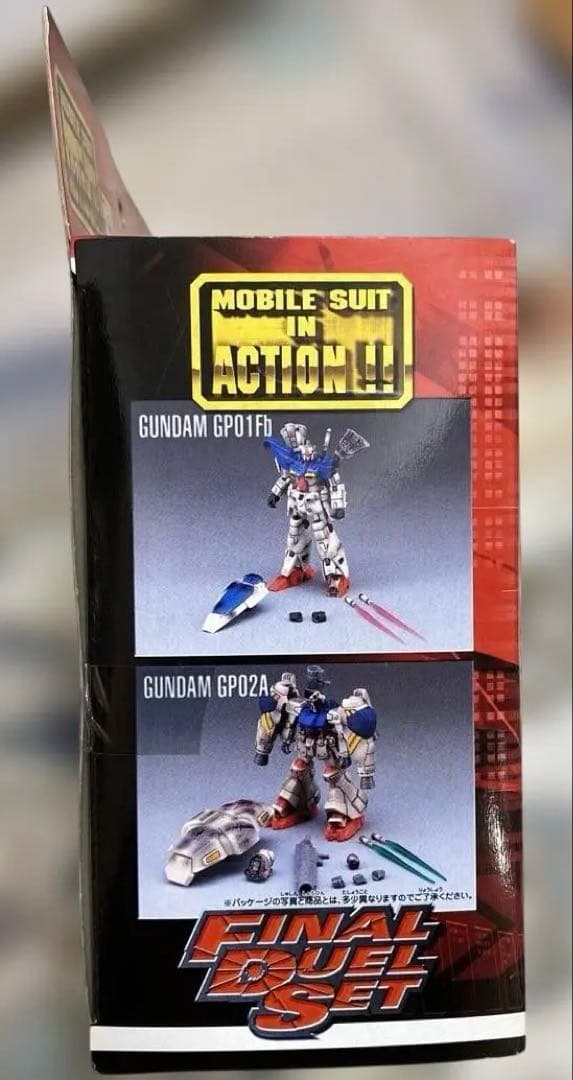 MOBILE SUIT
IN
ACTION!!
GUNDAM GP01Fb
GUNDAM GP02A
※パッケージの写真と商品とは、多少異なりますのでご了承ください。
FINAL
DUEL
SET